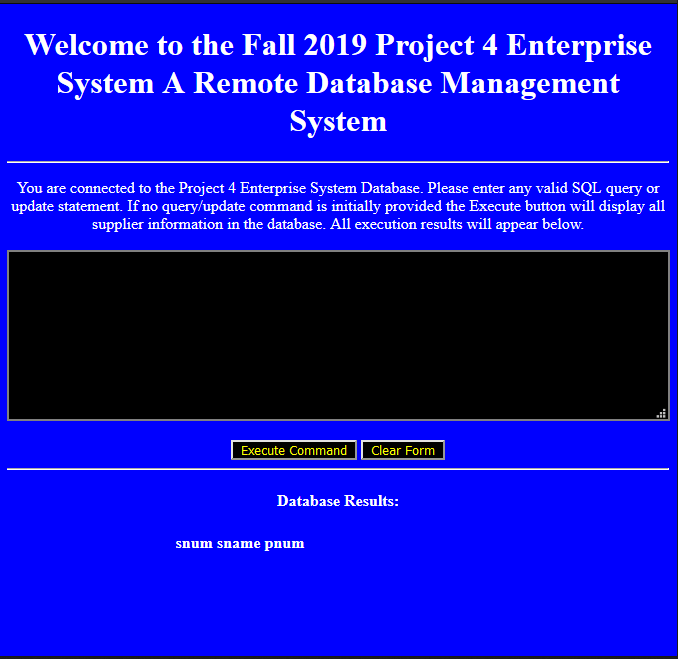 Welcome to the Fall 2019 Project 4 Enterprise
System A Remote Database Management
System
You are connected to the Project 4 Enterprise System Database. Please enter any valid SQL query or
update statement. If no query/update command is initially provided the Execute button will display all
supplier information in the database. All execution results will appear below.
Execute Command Clear Form
Database Results:
snum sname pnum